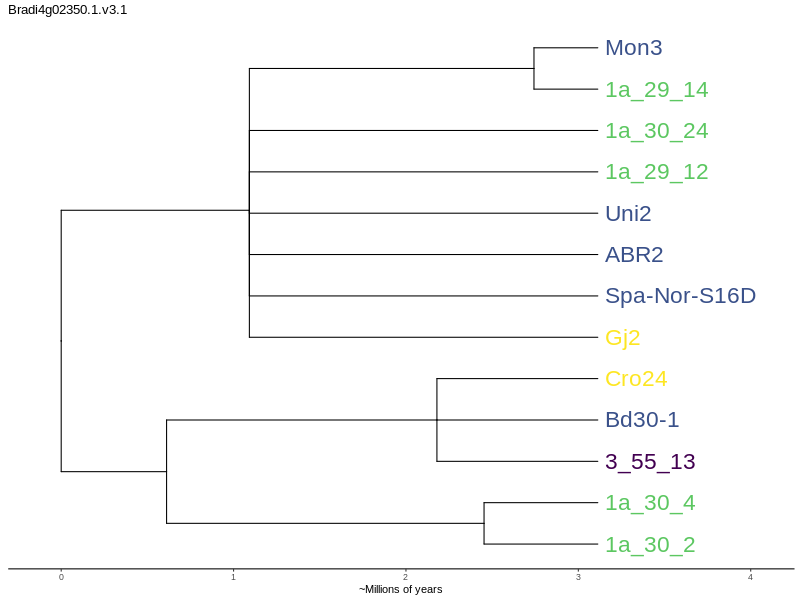 Bradi4g02350.1.v3.1
Mon3
1a_29_14
1a_30_24
1a_29_12
Uni2
ABR2
Spa-Nor-S16D
Gj2
Cro24
Bd30-1
3_55_13
1a_30_4
1a_30_2
0 1 2 3 4
~Millions of years